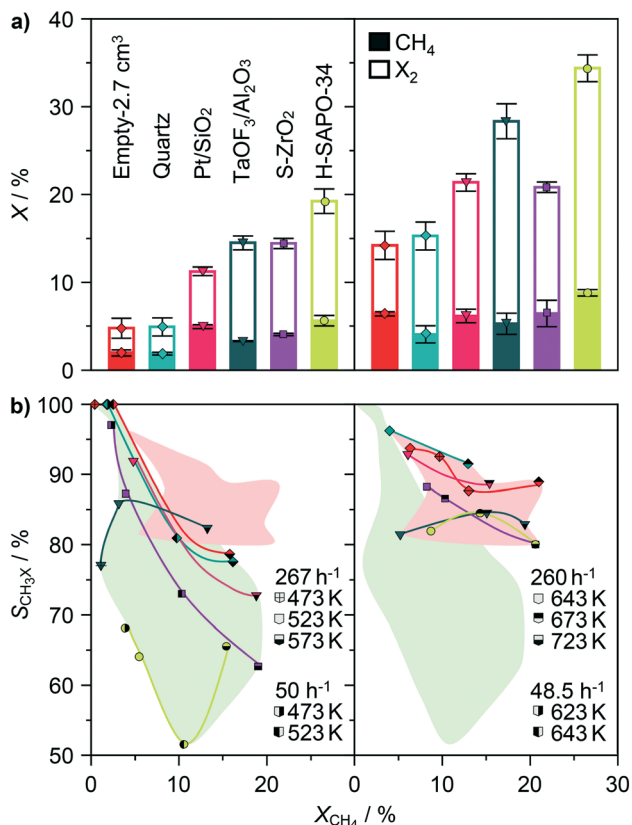 a)
40
30
20
10
0
X / %
Empty-2.7 cm³
Quartz
Pt/SiO₂
TaOF₃/Al₂O₃
S-ZrO₂
H-SAPO-34
CH₄
X₂
b)
100
90
80
70
60
50
S_CH₃X / %
267 h⁻¹
473 K
523 K
573 K
50 h⁻¹
473 K
523 K
260 h⁻¹
643 K
673 K
723 K
48.5 h⁻¹
623 K
643 K
0 10 20 0 10 20 30
X_CH₄ / %